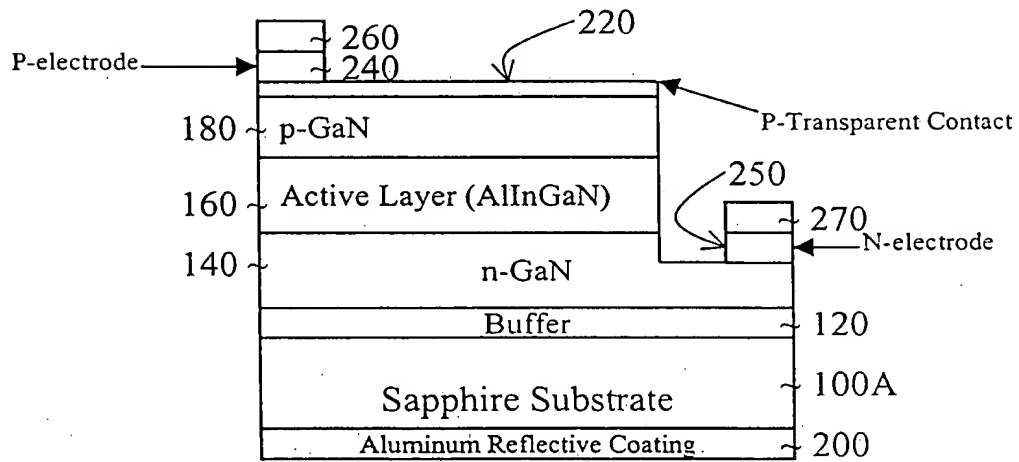 260
220
P-electrode
240
180
p-GaN
P-Transparent Contact
250
160
Active Layer (AlInGaN)
270
N-electrode
140
n-GaN
Buffer
120
100A
Sapphire Substrate
Aluminum Reflective Coating
200